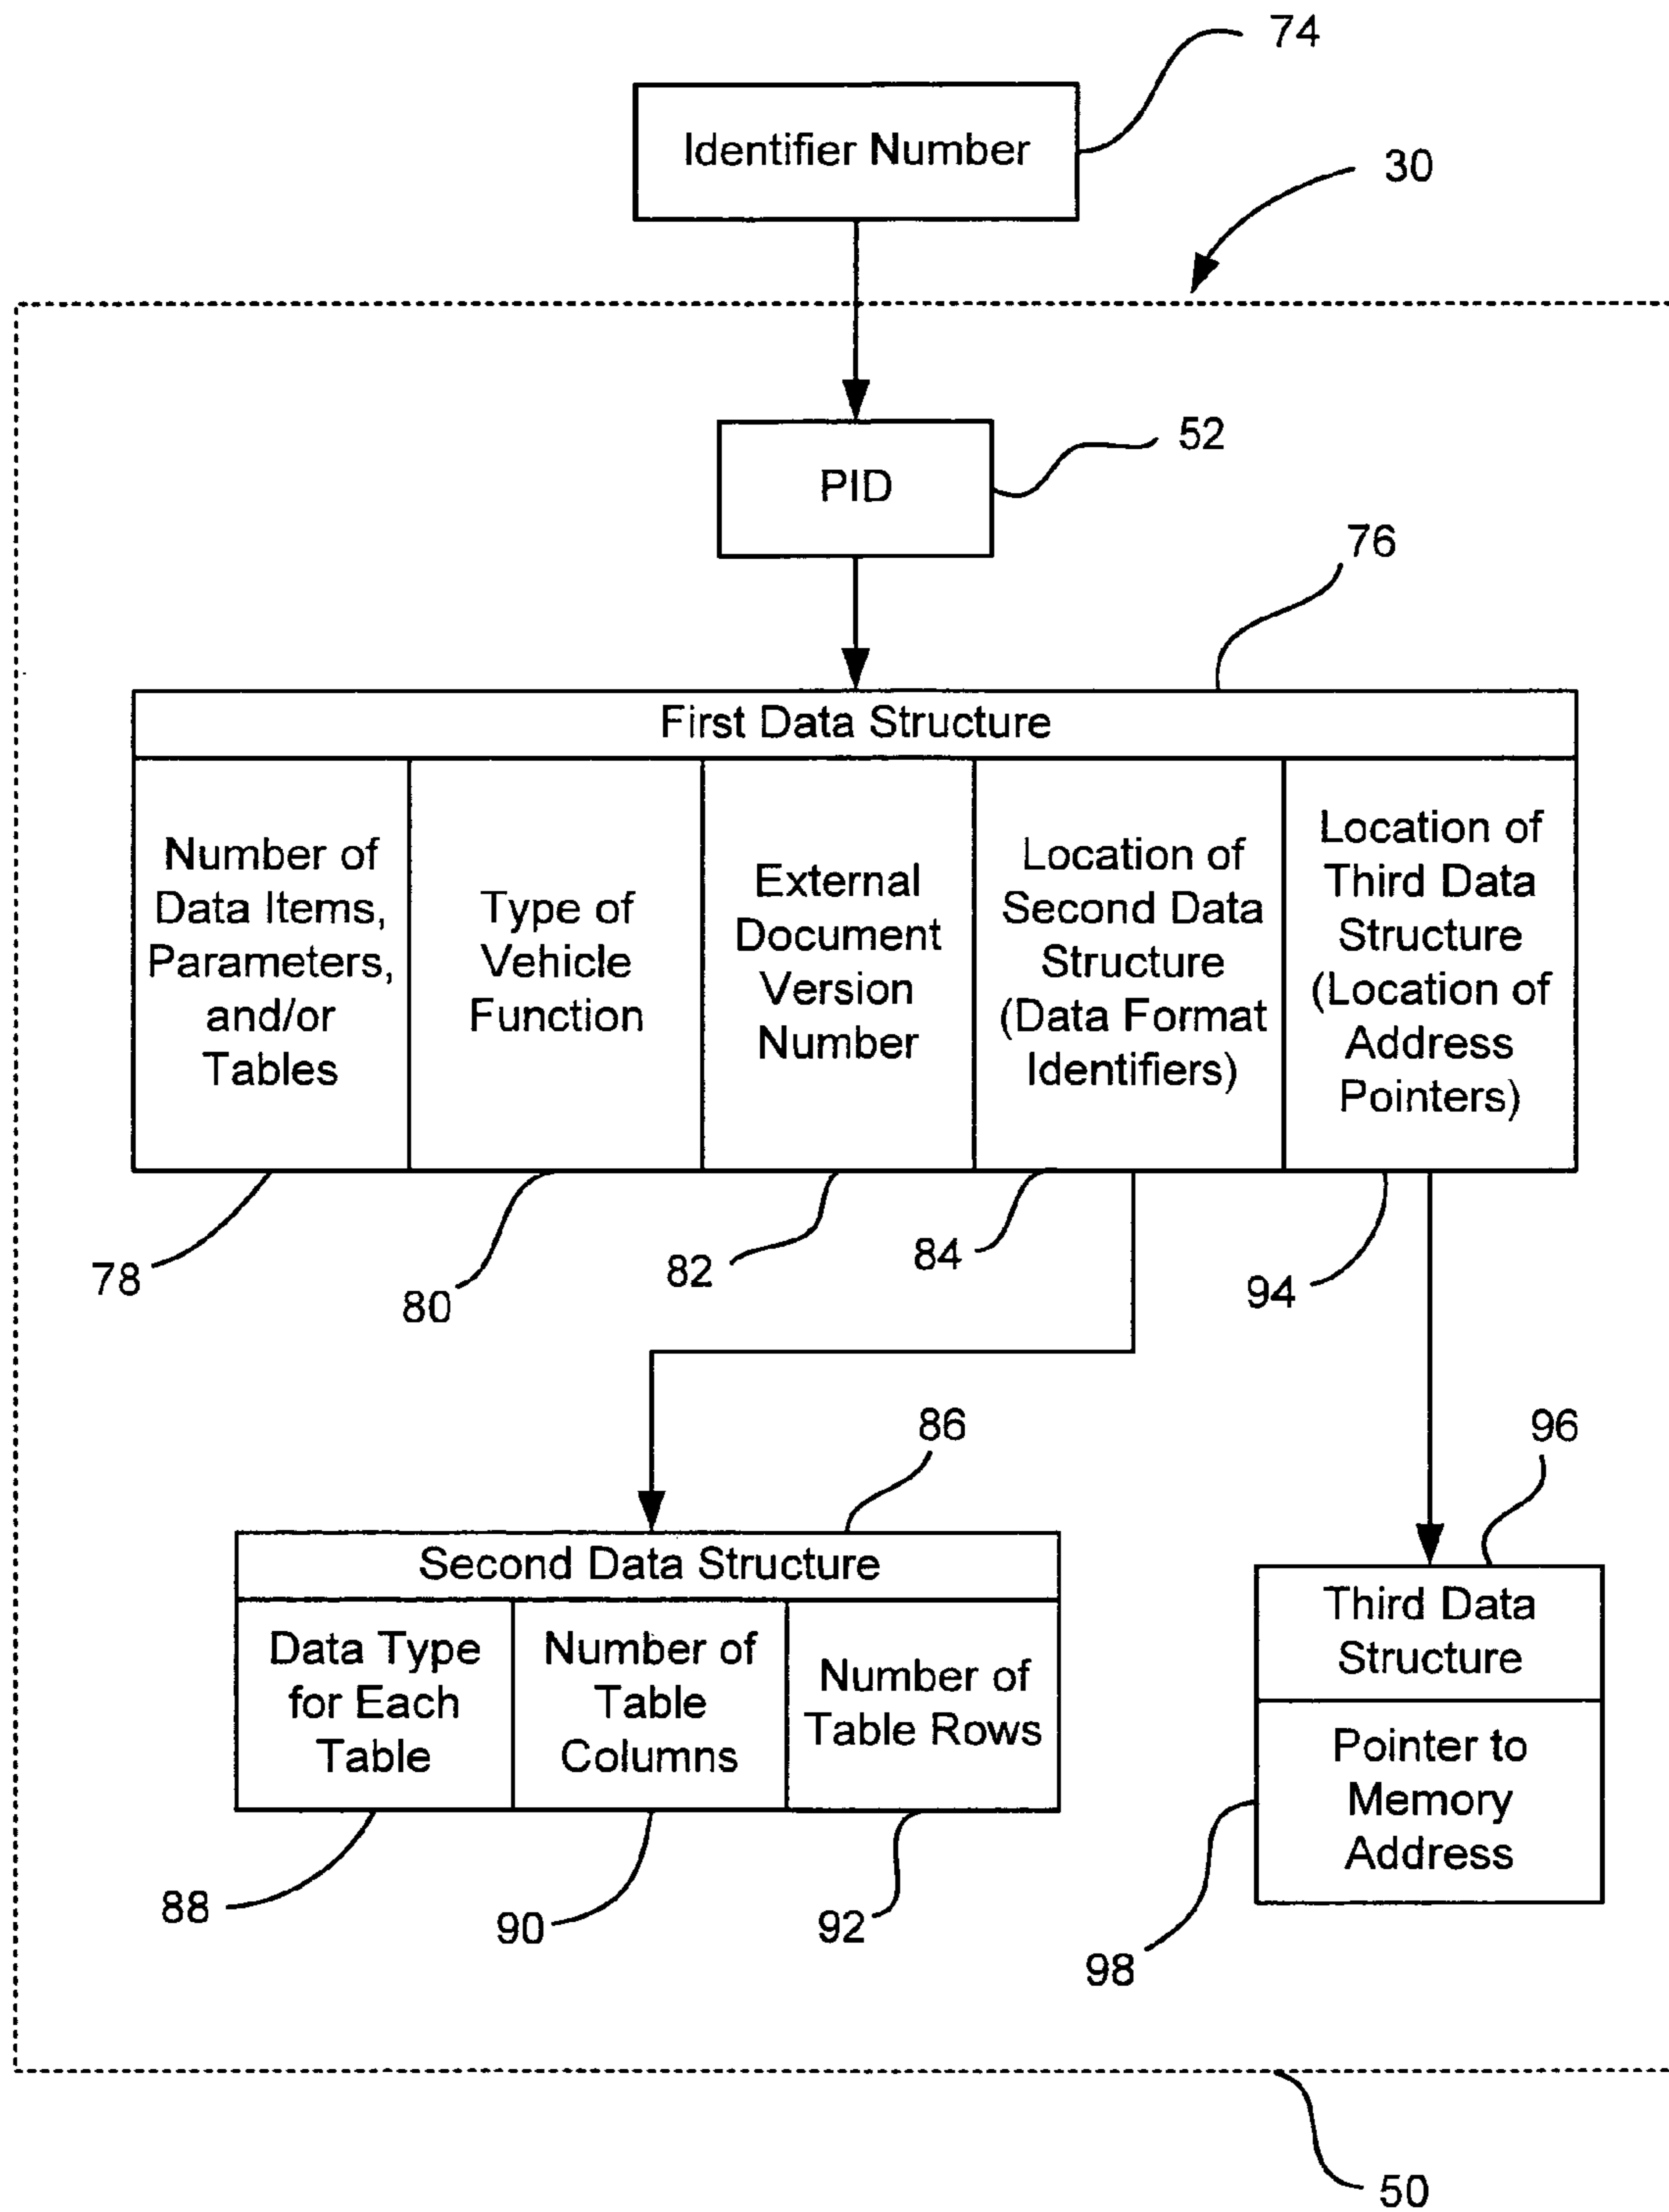 74
Identifier Number
30
52
PID
76
First Data Structure
Number of
Data Items,
Parameters,
and/or
Tables
Type of
Vehicle
Function
External
Document
Version
Number
Location of
Second Data
Structure
(Data Format
Identifiers)
Location of
Third Data
Structure
(Location of
Address
Pointers)
78
80
82
84
94
86
96
Second Data Structure
Data Type
for Each
Table
Number of
Table
Columns
Number of
Table Rows
Third Data
Structure
Pointer to
Memory
Address
88
90
92
98
50